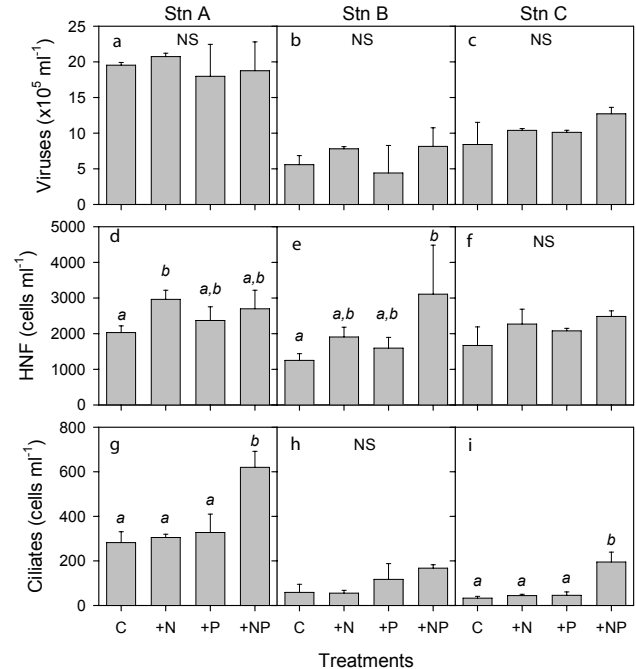 Stn A Stn B Stn C
Viruses (x10⁵ ml⁻¹)
25
20
15
10
5
0
a NS
b NS
c NS
HNF (cells ml⁻¹)
5000
4000
3000
2000
1000
0
d
a b a,b a,b
e
a a,b a,b b
f NS
Ciliates (cells ml⁻¹)
800
600
400
200
0
g
a a a b
h NS
i
a a a b
C +N +P +NP C +N +P +NP C +N +P +NP
Treatments